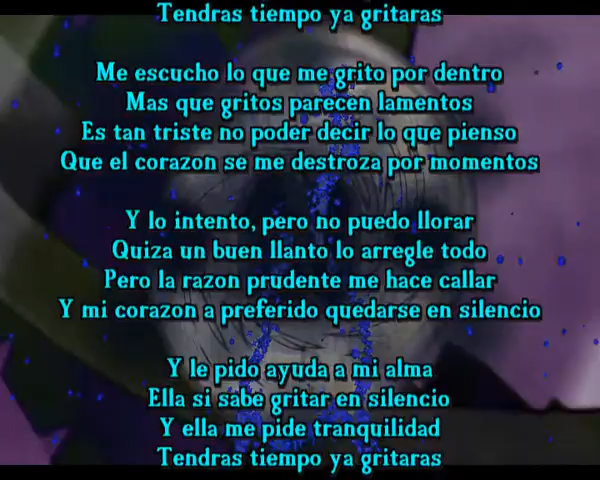 Tendras tiempo ya gritaras
Me escucho lo que me grito por dentro
Mas que gritos parecen lamentos
Es tan triste no poder decir lo que pienso
Que el corazon se me destroza por momentos
Y lo intento, pero no puedo llorar
Quiza un buen llanto lo arregle todo
Pero la razon prudente me hace callar
Y mi corazon a preferido quedarse en silencio
Y le pido ayuda a mi alma
Ella si sabe gritar en silencio
Y ella me pide tranquilidad
Tendras tiempo ya gritaras